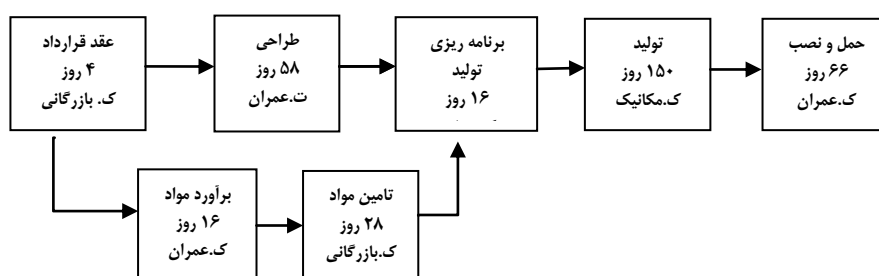 عقد قرارداد
۴ روز
ک. بازرگانی
طراحی
۵۸ روز
ت.عمران
برنامه ریزی
تولید
۱۶ روز
تولید
۱۵۰ روز
ک.مکانیک
حمل و نصب
۶۶ روز
ک.عمران
برآورد مواد
۱۶ روز
ک.عمران
تامین مواد
۲۸ روز
ک.بازرگانی